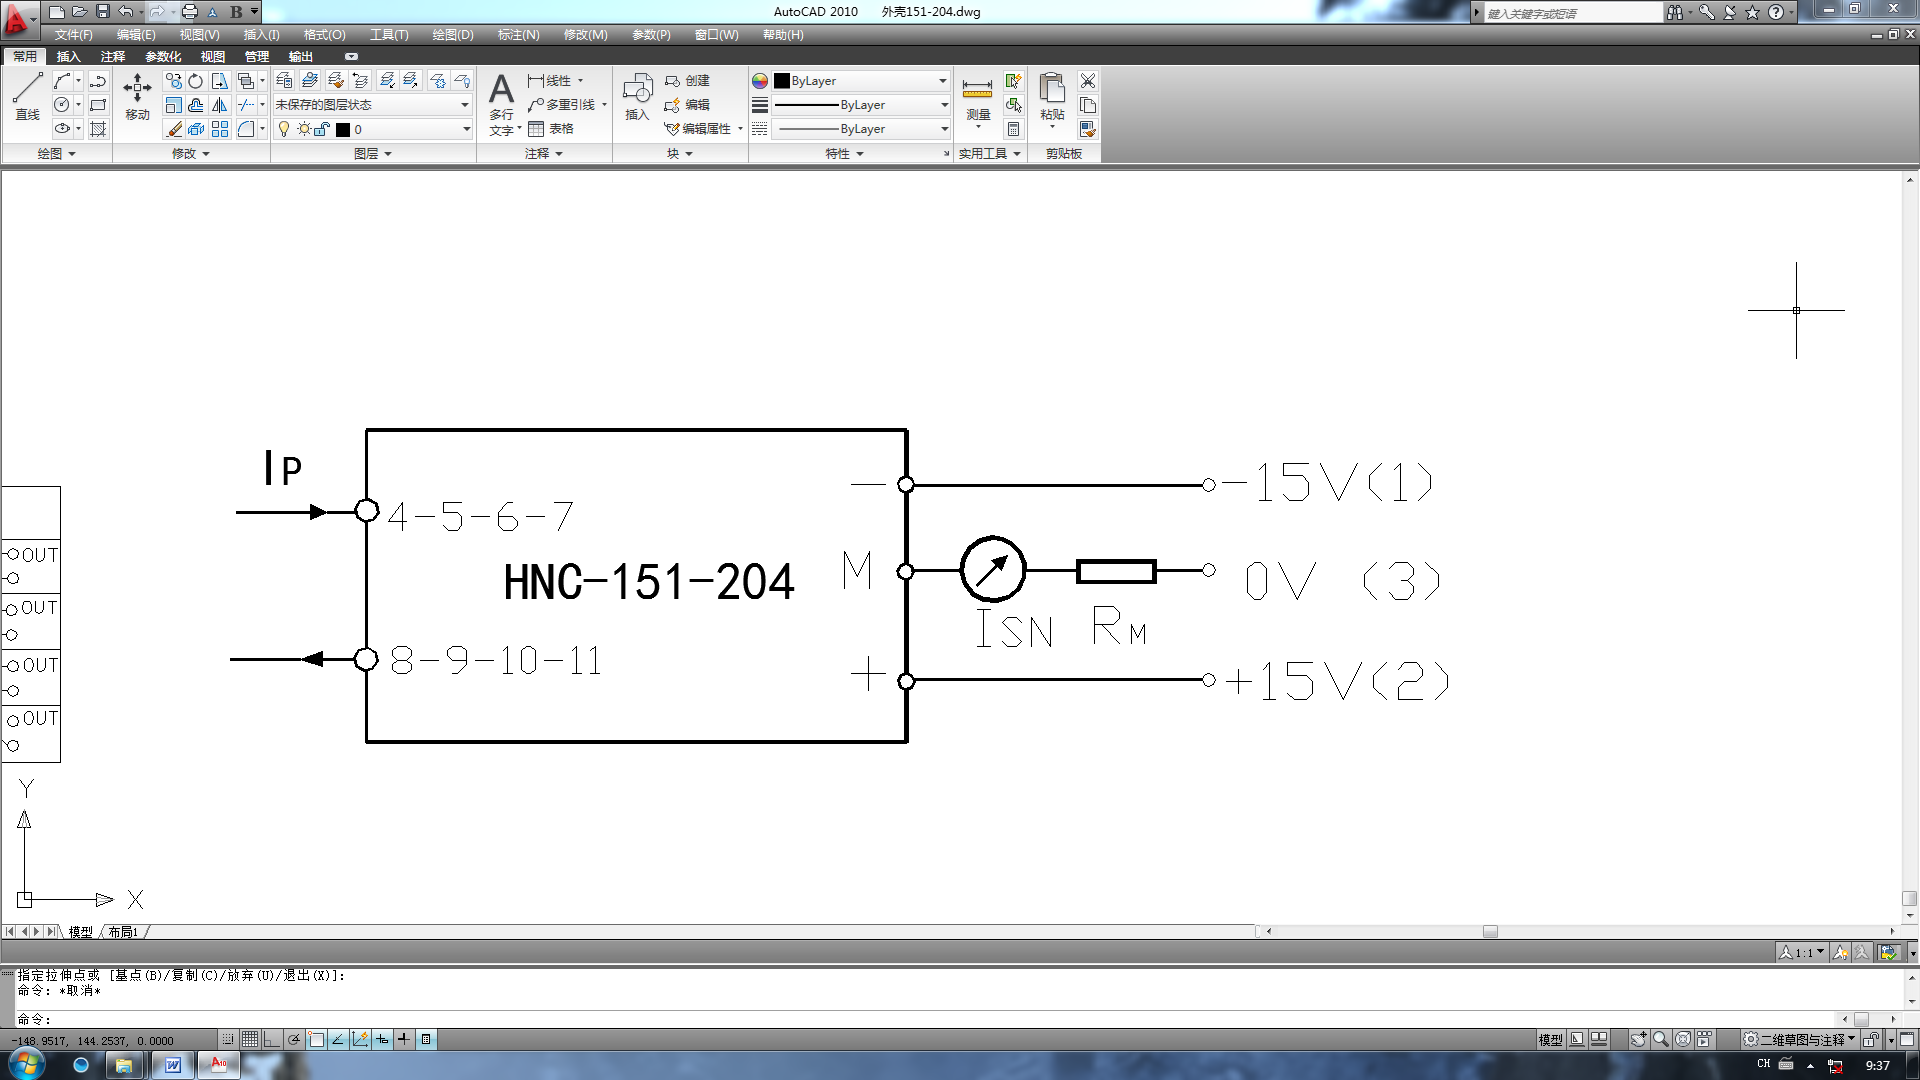 AutoCAD 2010 外壳151-204.dwg
键入关键字或短语
文件(F) 编辑(E) 视图(V) 插入(I) 格式(O) 工具(T) 绘图(D) 标注(N) 修改(M) 参数(P) 窗口(W) 帮助(H)
常用 插入 注释 参数化 视图 管理 输出
直线
移动
未保存的图层状态
0
多行
文字
线性
多重引线
表格
插入
创建
编辑
编辑属性
ByLayer
ByLayer
ByLayer
测量
粘贴
绘图 修改 图层 注释 块 特性 实用工具 剪贴板
IP
4-5-6-7
HNC-151-204
8-9-10-11
—
M
+
ISN RM
-15V(1)
0V (3)
+15V(2)
OUT
OUT
OUT
OUT
Y
X
模型 布局1
1:1
指定拉伸点或 [基点(B)/复制(C)/放弃(U)/退出(X)]:
命令: *取消*
命令:
-148.9517, 144.2537, 0.0000
模型
二维草图与注释
CH
9:37